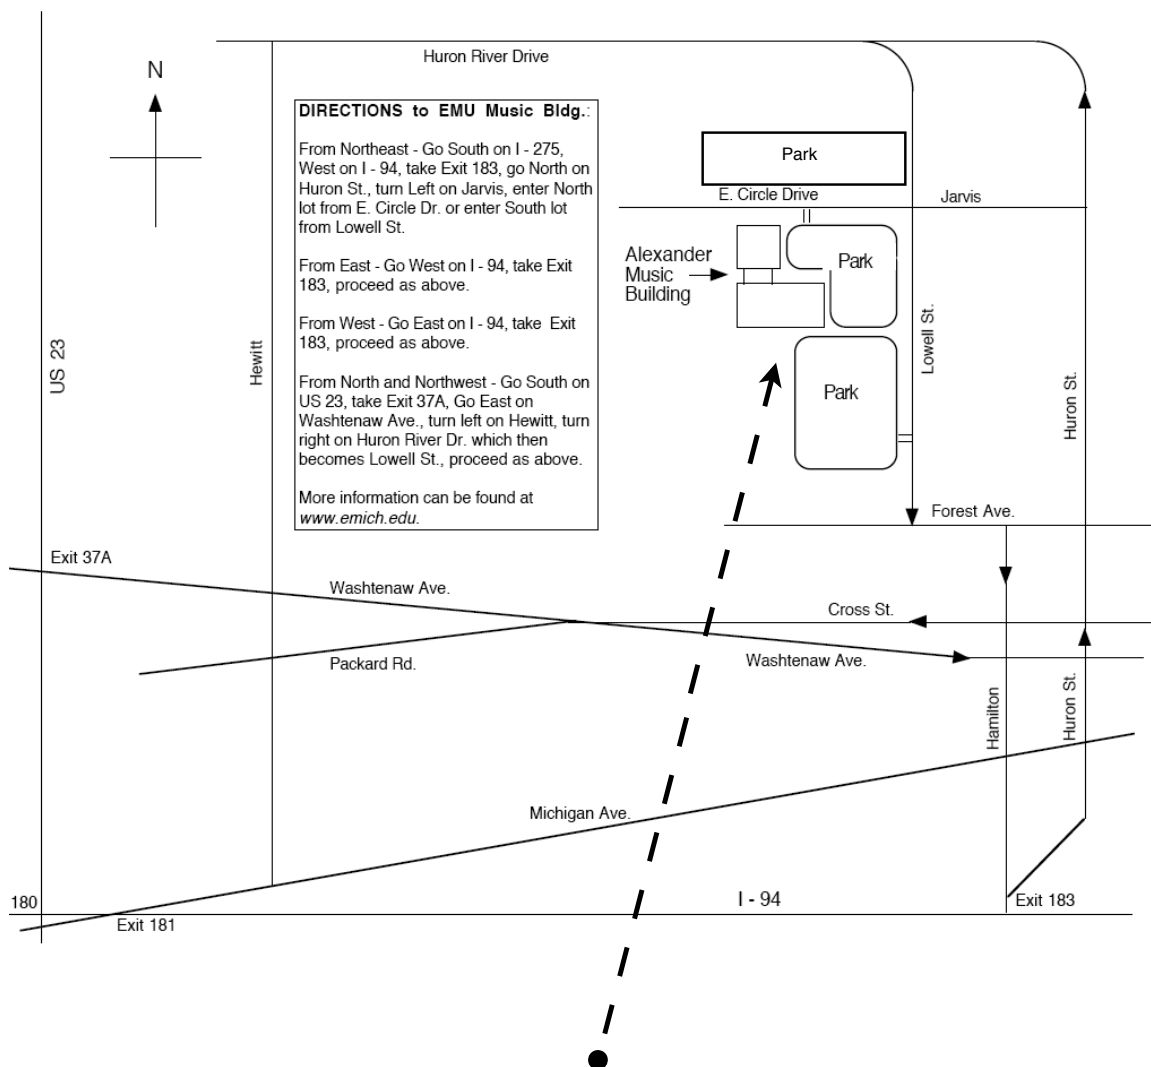 Huron River Drive
N
DIRECTIONS to EMU Music Bldg.:
From Northeast - Go South on I - 275,
West on I - 94, take Exit 183, go North on
Huron St., turn Left on Jarvis, enter North
lot from E. Circle Dr. or enter South lot
from Lowell St.
From East - Go West on I - 94, take Exit
183, proceed as above.
From West - Go East on I - 94, take Exit
183, proceed as above.
From North and Northwest - Go South on
US 23, take Exit 37A, Go East on
Washtenaw Ave., turn left on Hewitt, turn
right on Huron River Dr. which then
becomes Lowell St., proceed as above.
More information can be found at
www.emich.edu.
Park
E. Circle Drive
Jarvis
Alexander
Music
Building
Park
Lowell St.
Huron St.
US 23
Hewitt
Park
Forest Ave.
Exit 37A
Washtenaw Ave.
Cross St.
Packard Rd.
Washtenaw Ave.
Hamilton
Huron St.
Michigan Ave.
180
I - 94
Exit 183
Exit 181